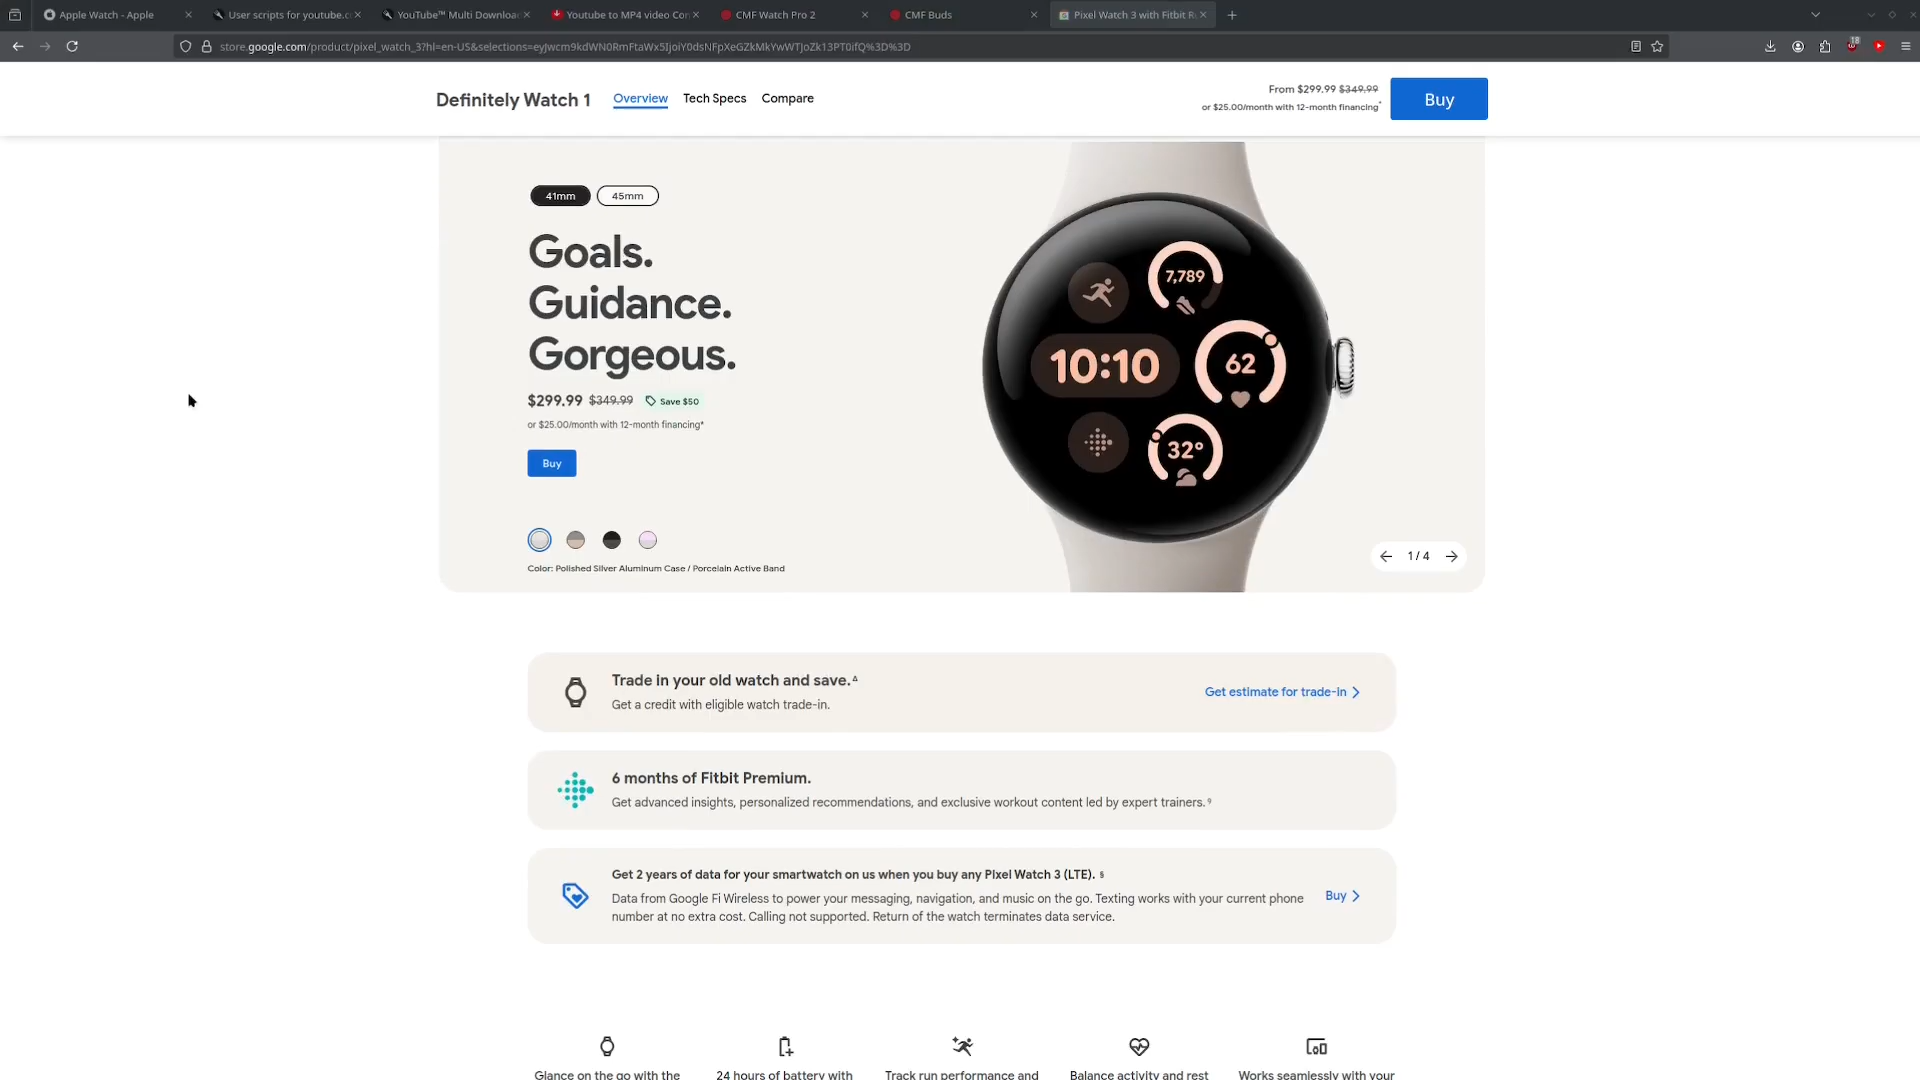 Apple Watch - Apple
User scripts for youtube.c
YouTube™ Multi Downloa
Youtube to MP4 video Con
CMF Watch Pro 2
CMF Buds
Pixel Watch 3 with Fitbit R
store.google.com/product/pixel_watch_3?hl=en-US&selections=eyJwcm9kdWN0RmFtaWx5IjoiY0dsNFpXeGZkMkYwWTJoZk13PT0ifQ%3D%3D
18
Definitely Watch 1
Overview
Tech Specs
Compare
From $299.99 $349.99
or $25.00/month with 12-month financing*
Buy
41mm
45mm
Goals.
Guidance.
Gorgeous.
$299.99 $349.99 Save $50
or $25.00/month with 12-month financing*
Buy
Color: Polished Silver Aluminum Case / Porcelain Active Band
7,789
10:10
62
32°
1 / 4
Trade in your old watch and save.Δ
Get a credit with eligible watch trade-in.
Get estimate for trade-in
6 months of Fitbit Premium.
Get advanced insights, personalized recommendations, and exclusive workout content led by expert trainers.⁹
Get 2 years of data for your smartwatch on us when you buy any Pixel Watch 3 (LTE). §
Data from Google Fi Wireless to power your messaging, navigation, and music on the go. Texting works with your current phone
number at no extra cost. Calling not supported. Return of the watch terminates data service.
Buy
Glance on the go with the
24 hours of battery with
Track run performance and
Balance activity and rest
Works seamlessly with your